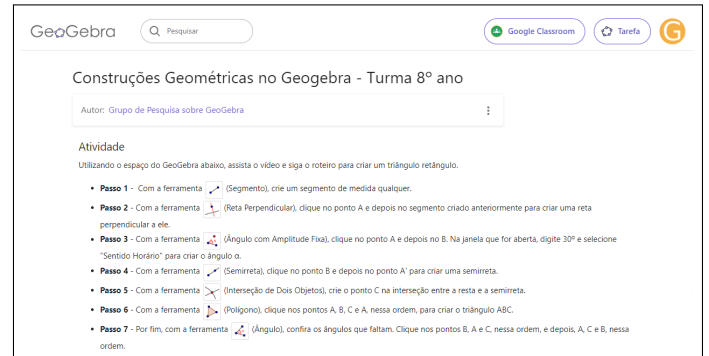 GeoGebra
Pesquisar
Google Classroom
Tarefa
G
Construções Geométricas no Geogebra - Turma 8º ano
Autor: Grupo de Pesquisa sobre GeoGebra
Atividade
Utilizando o espaço do GeoGebra abaixo, assista o vídeo e siga o roteiro para criar um triângulo retângulo.
• Passo 1 - Com a ferramenta (Segmento), crie um segmento de medida qualquer.
• Passo 2 - Com a ferramenta (Reta Perpendicular), clique no ponto A e depois no segmento criado anteriormente para criar uma reta
perpendicular a ele.
• Passo 3 - Com a ferramenta (Ângulo com Amplitude Fixa), clique no ponto A e depois no B. Na janela que for aberta, digite 30º e selecione
"Sentido Horário" para criar o ângulo α.
• Passo 4 - Com a ferramenta (Semirreta), clique no ponto B e depois no ponto A' para criar uma semirreta.
• Passo 5 - Com a ferramenta (Interseção de Dois Objetos), crie o ponto C na interseção entre a resta e a semirreta.
• Passo 6 - Com a ferramenta (Polígono), clique nos pontos A, B, C e A, nessa ordem, para criar o triângulo ABC.
• Passo 7 - Por fim, com a ferramenta (Ângulo), confira os ângulos que faltam. Clique nos pontos B, A e C, nessa ordem, e depois, A, C e B, nessa
ordem.